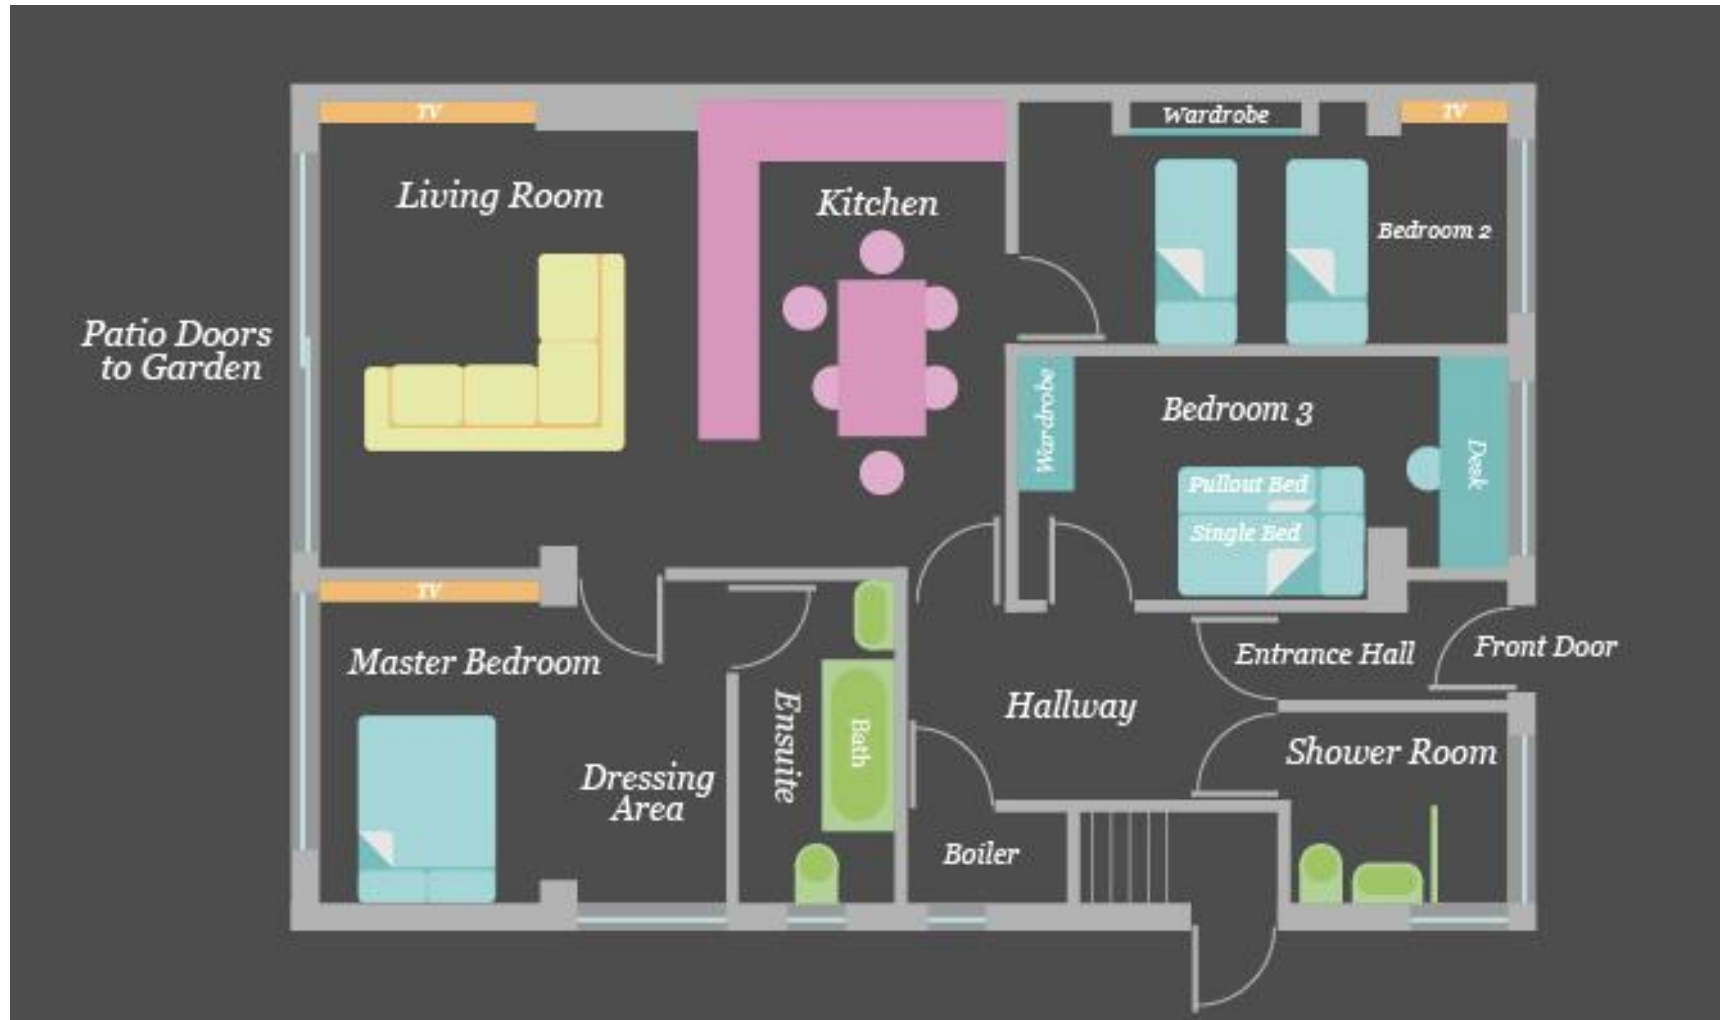 TV
Wardrobe
TV
Living Room
Kitchen
Bedroom 2
Patio Doors
to Garden
Wardrobe
Bedroom 3
Desk
Pullout Bed
Single Bed
TV
Master Bedroom
Entrance Hall
Front Door
Ensuite
Bath
Hallway
Shower Room
Dressing
Area
Boiler